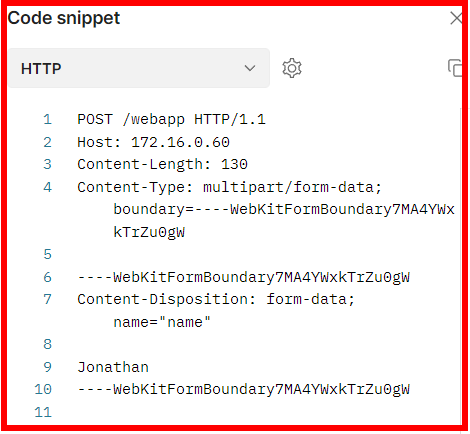 Code snippet
HTTP
1 POST /webapp HTTP/1.1
2 Host: 172.16.0.60
3 Content-Length: 130
4 Content-Type: multipart/form-data;
boundary=----WebKitFormBoundary7MA4YWx
kTrZu0gW
5
6 ----WebKitFormBoundary7MA4YWxkTrZu0gW
7 Content-Disposition: form-data;
name="name"
8
9 Jonathan
10 ----WebKitFormBoundary7MA4YWxkTrZu0gW
11